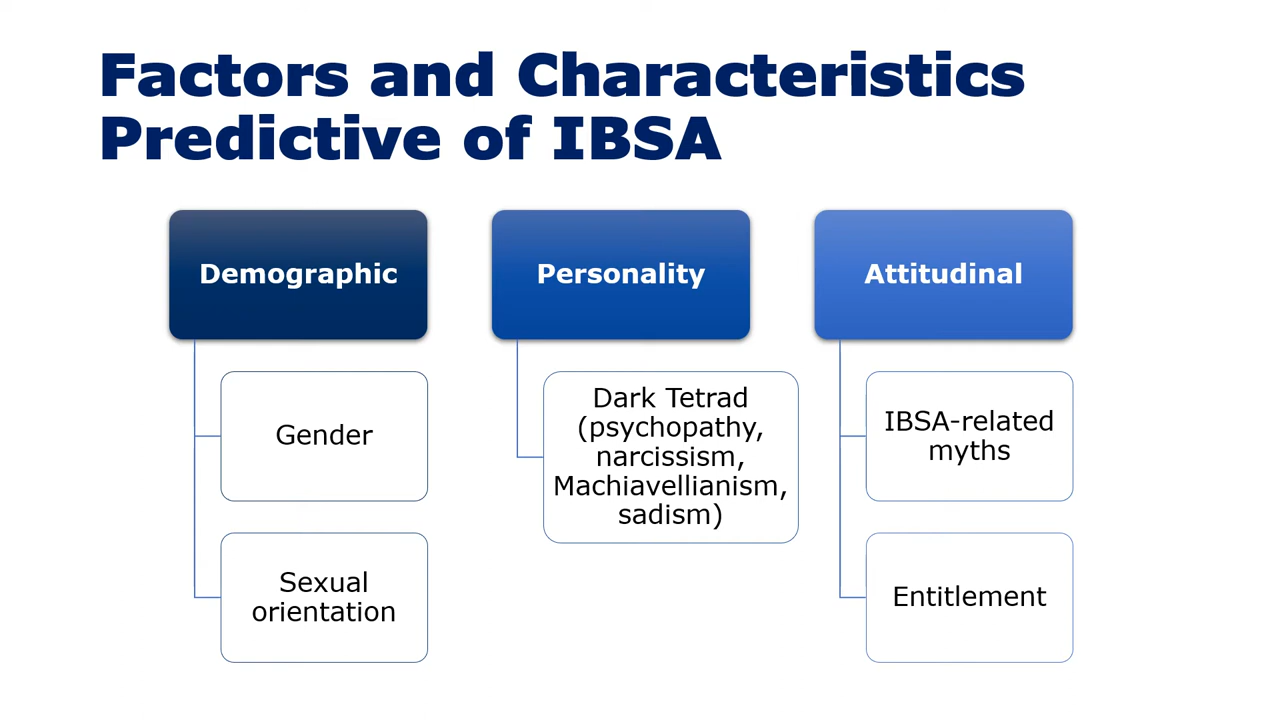 Factors and Characteristics
Predictive of IBSA
Demographic
Gender
Sexual
orientation
Personality
Dark Tetrad
(psychopathy,
narcissism,
Machiavellianism,
sadism)
Attitudinal
IBSA-related
myths
Entitlement